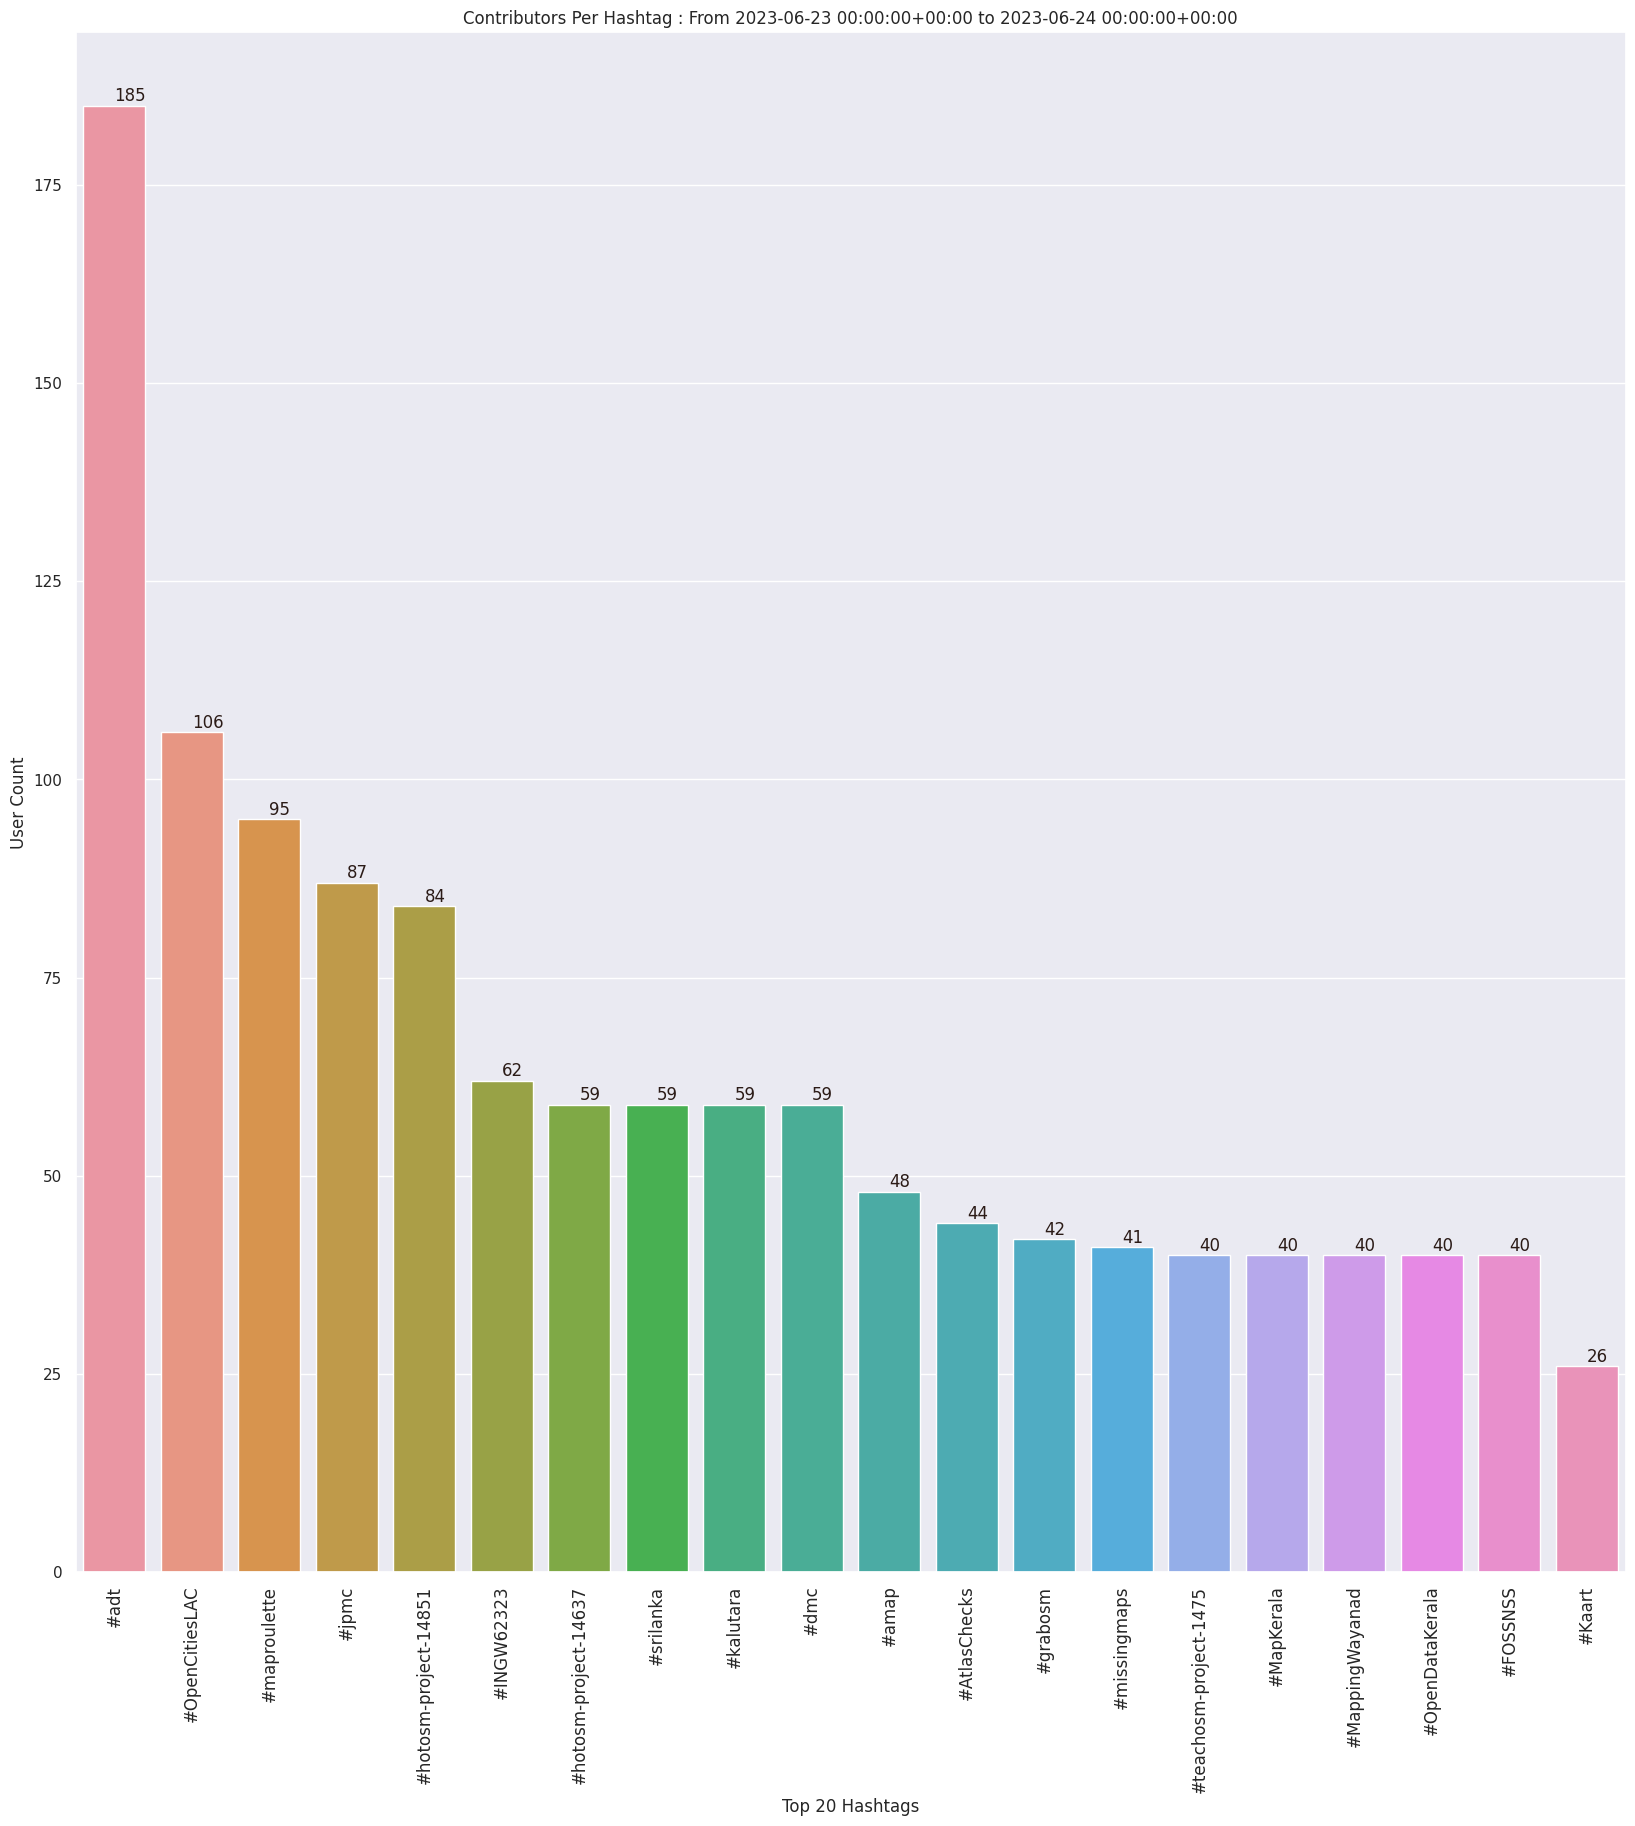 Contributors Per Hashtag : From 2023-06-23 00:00:00+00:00 to 2023-06-24 00:00:00+00:00
User Count
175
150
125
100
75
50
25
0
185
106
95
87
84
62
59
59
59
59
48
44
42
41
40
40
40
40
40
26
#adt
#OpenCitiesLAC
#maproulette
#jpmc
#hotosm-project-14851
#INGW62323
#hotosm-project-14637
#srilanka
#kalutara
#dmc
#amap
#AtlasChecks
#grabosm
#missingmaps
#teachosm-project-1475
#MapKerala
#MappingWayanad
#OpenDataKerala
#FOSSNSS
#Kaart
Top 20 Hashtags